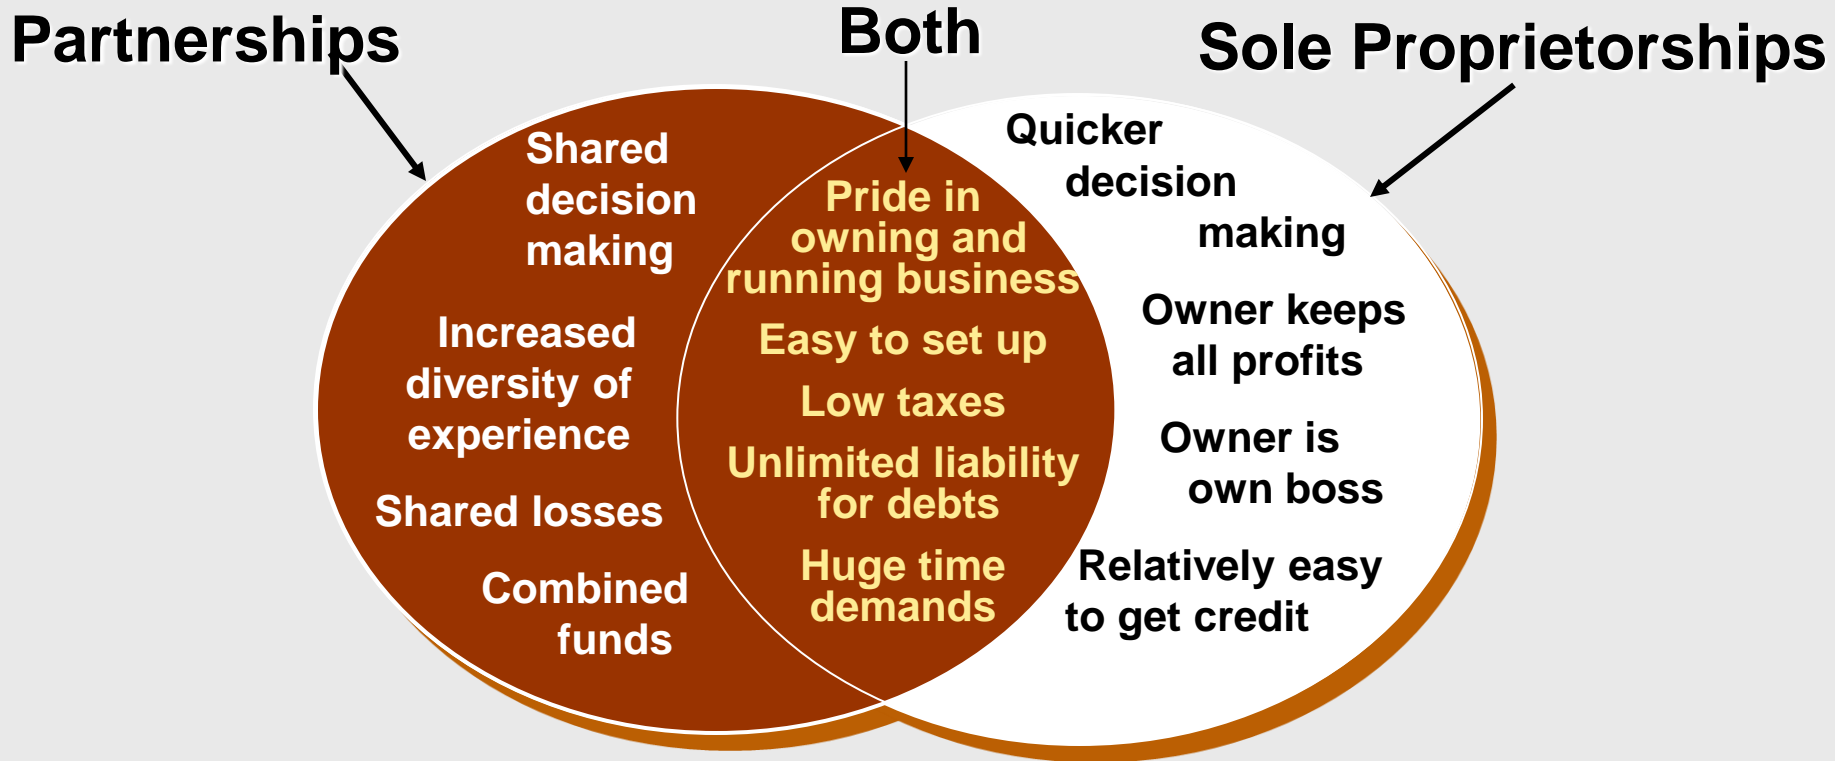 Partnerships
Both
Sole Proprietorships
Shared
decision
making
Increased
diversity of
experience
Shared losses
Combined
funds
Pride in
owning and
running business
Easy to set up
Low taxes
Unlimited liability
for debts
Huge time
demands
Quicker
decision
making
Owner keeps
all profits
Owner is
own boss
Relatively easy
to get credit